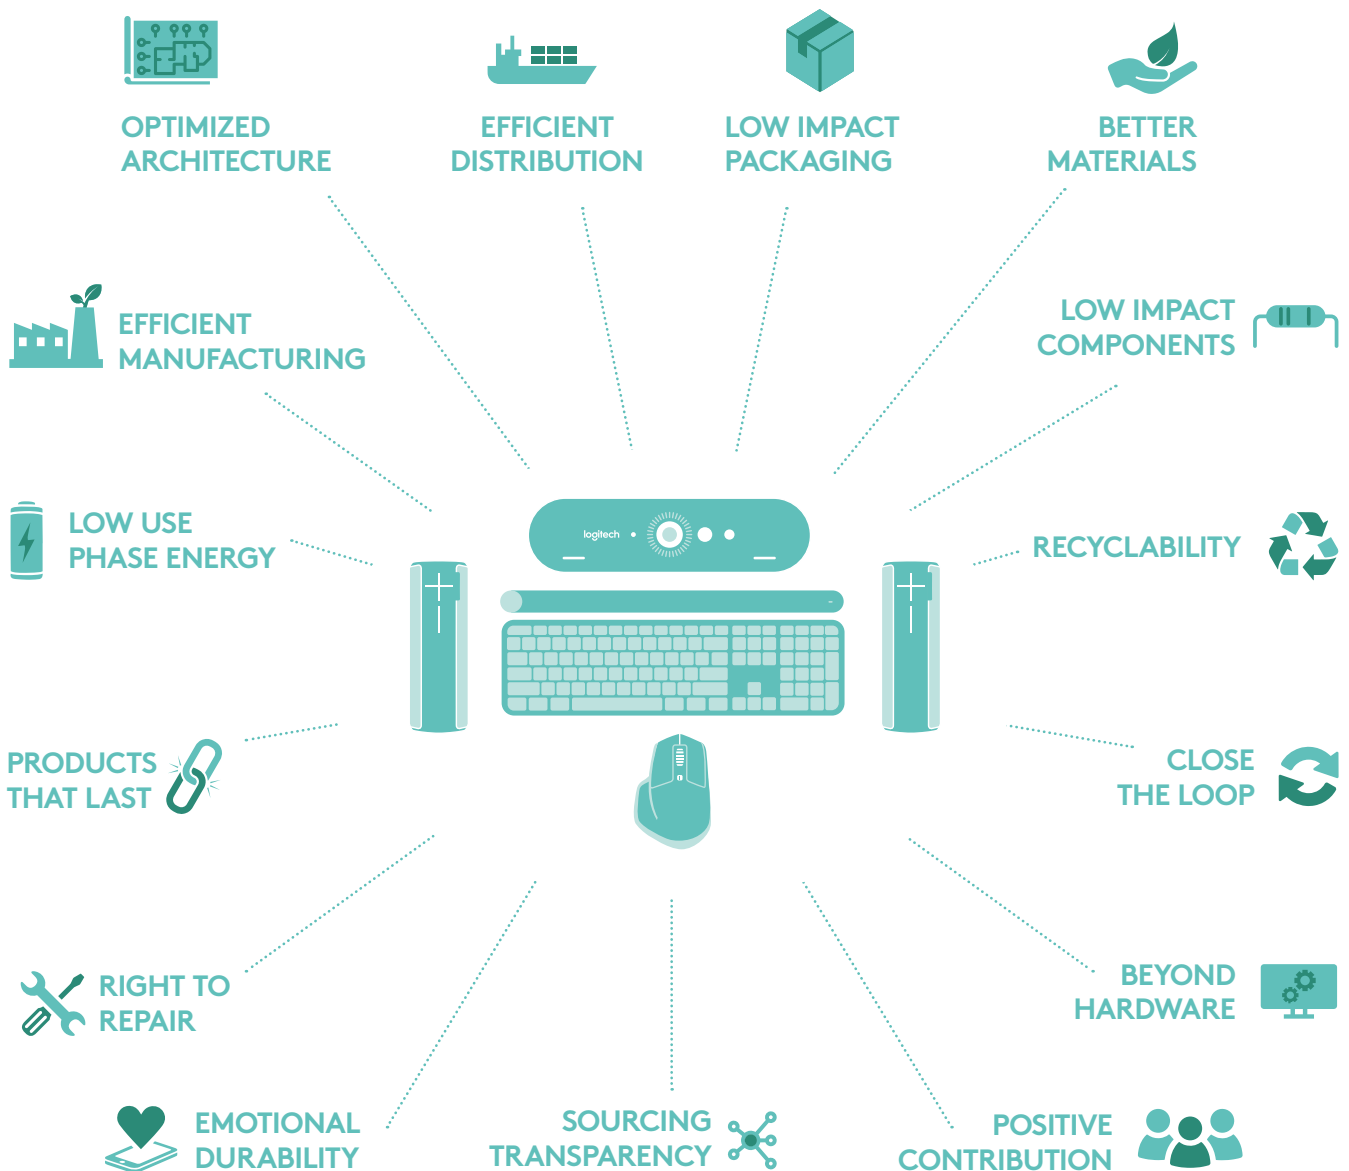 OPTIMIZED
ARCHITECTURE
EFFICIENT
DISTRIBUTION
LOW IMPACT
PACKAGING
BETTER
MATERIALS
EFFICIENT
MANUFACTURING
LOW IMPACT
COMPONENTS
LOW USE
PHASE ENERGY
logitech
RECYCLABILITY
PRODUCTS
THAT LAST
CLOSE
THE LOOP
RIGHT TO
REPAIR
BEYOND
HARDWARE
EMOTIONAL
DURABILITY
SOURCING
TRANSPARENCY
POSITIVE
CONTRIBUTION